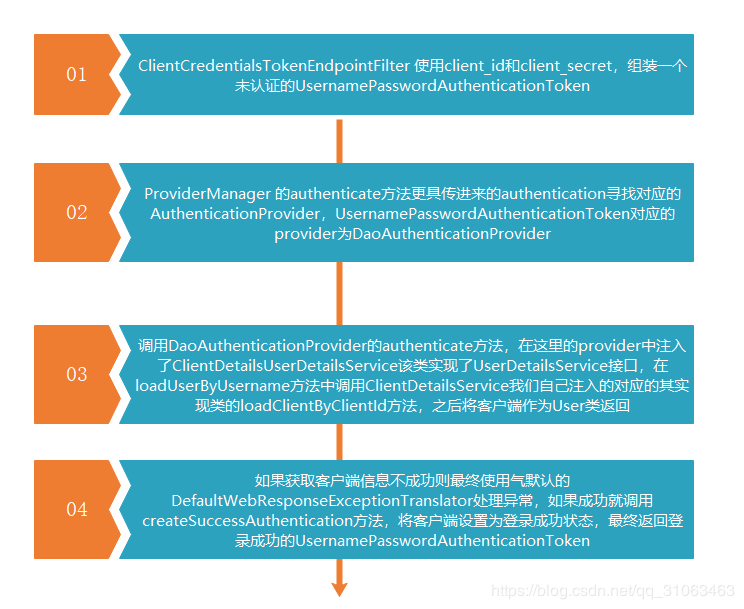 01
ClientCredentialsTokenEndpointFilter 使用client_id和client_secret，组装一个
未认证的UsernamePasswordAuthenticationToken
02
ProviderManager 的authenticate方法更具传进来的authentication寻找对应的
AuthenticationProvider，UsernamePasswordAuthenticationToken对应的
provider为DaoAuthenticationProvider
03
调用DaoAuthenticationProvider的authenticate方法，在这里的provider中注入
了ClientDetailsUserDetailsService该类实现了UserDetailsService接口，在
loadUserByUsername方法中调用ClientDetailsService我们自己注入的对应的其实
现类的loadClientByClientId方法，之后将客户端作为User类返回
04
如果获取客户端信息不成功则最终使用气默认的
DefaultWebResponseExceptionTranslator处理异常，如果成功就调用
createSuccessAuthentication方法，将客户端设置为登录成功状态，最终返回登
录成功的UsernamePasswordAuthenticationToken
https://blog.csdn.net/qq_31063463